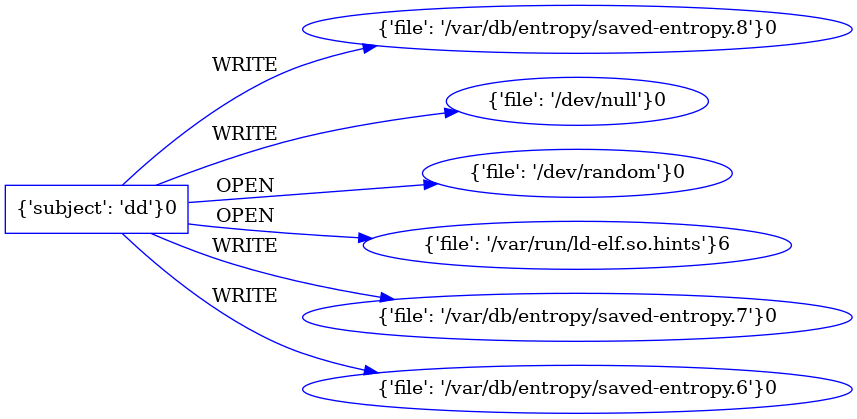 {'file': '/var/db/entropy/saved-entropy.8'}0
WRITE
{'file': '/dev/null'}0
WRITE
{'file': '/dev/random'}0
OPEN
{'subject': 'dd'}0
OPEN
{'file': '/var/run/ld-elf.so.hints'}6
WRITE
WRITE
{'file': '/var/db/entropy/saved-entropy.7'}0
{'file': '/var/db/entropy/saved-entropy.6'}0